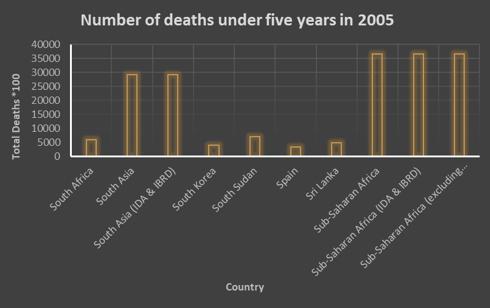 Number of deaths under five years in 2005
Total Deaths *100
40000
35000
30000
25000
20000
15000
10000
5000
0
South Africa
South Asia
South Asia (IDA & IBRD)
South Korea
South Sudan
Spain
Sri Lanka
Sub-Saharan Africa
Sub-Saharan Africa (IDA & IBRD)
Sub-Saharan Africa (excluding...
Country